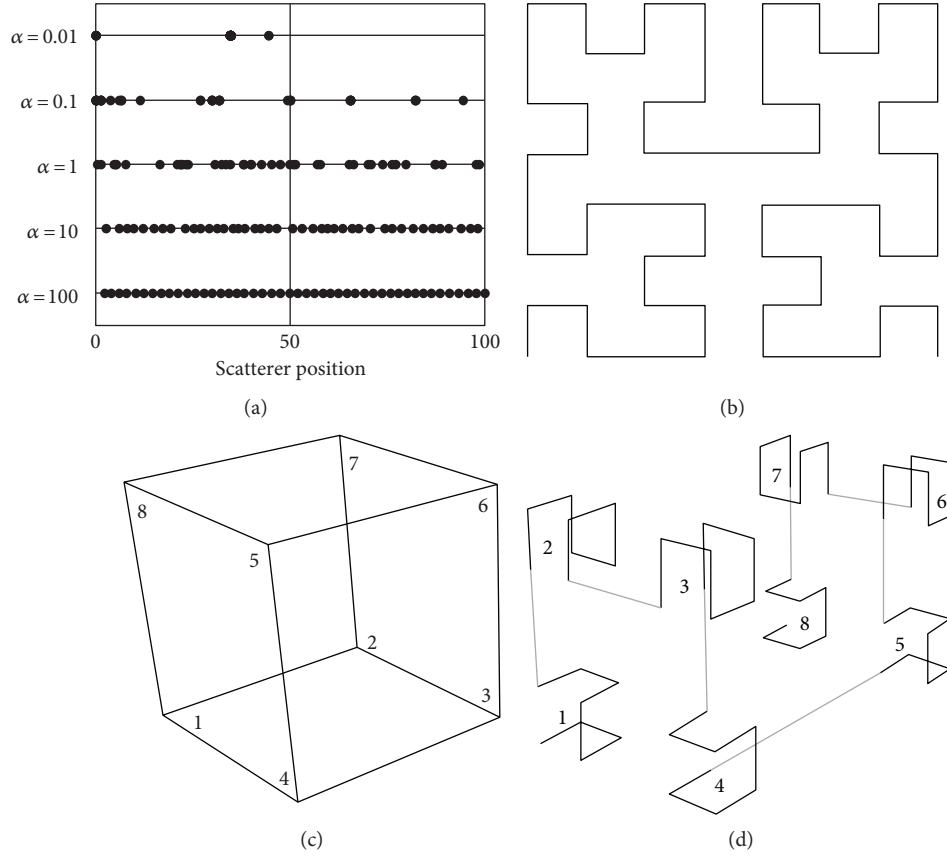 α = 0.01
α = 0.1
α = 1
α = 10
α = 100
0 50 100
Scatterer position
(a)
(b)
7
8
6
5
2
3
1
4
(c)
7
6
2
3
8
5
1
4
(d)